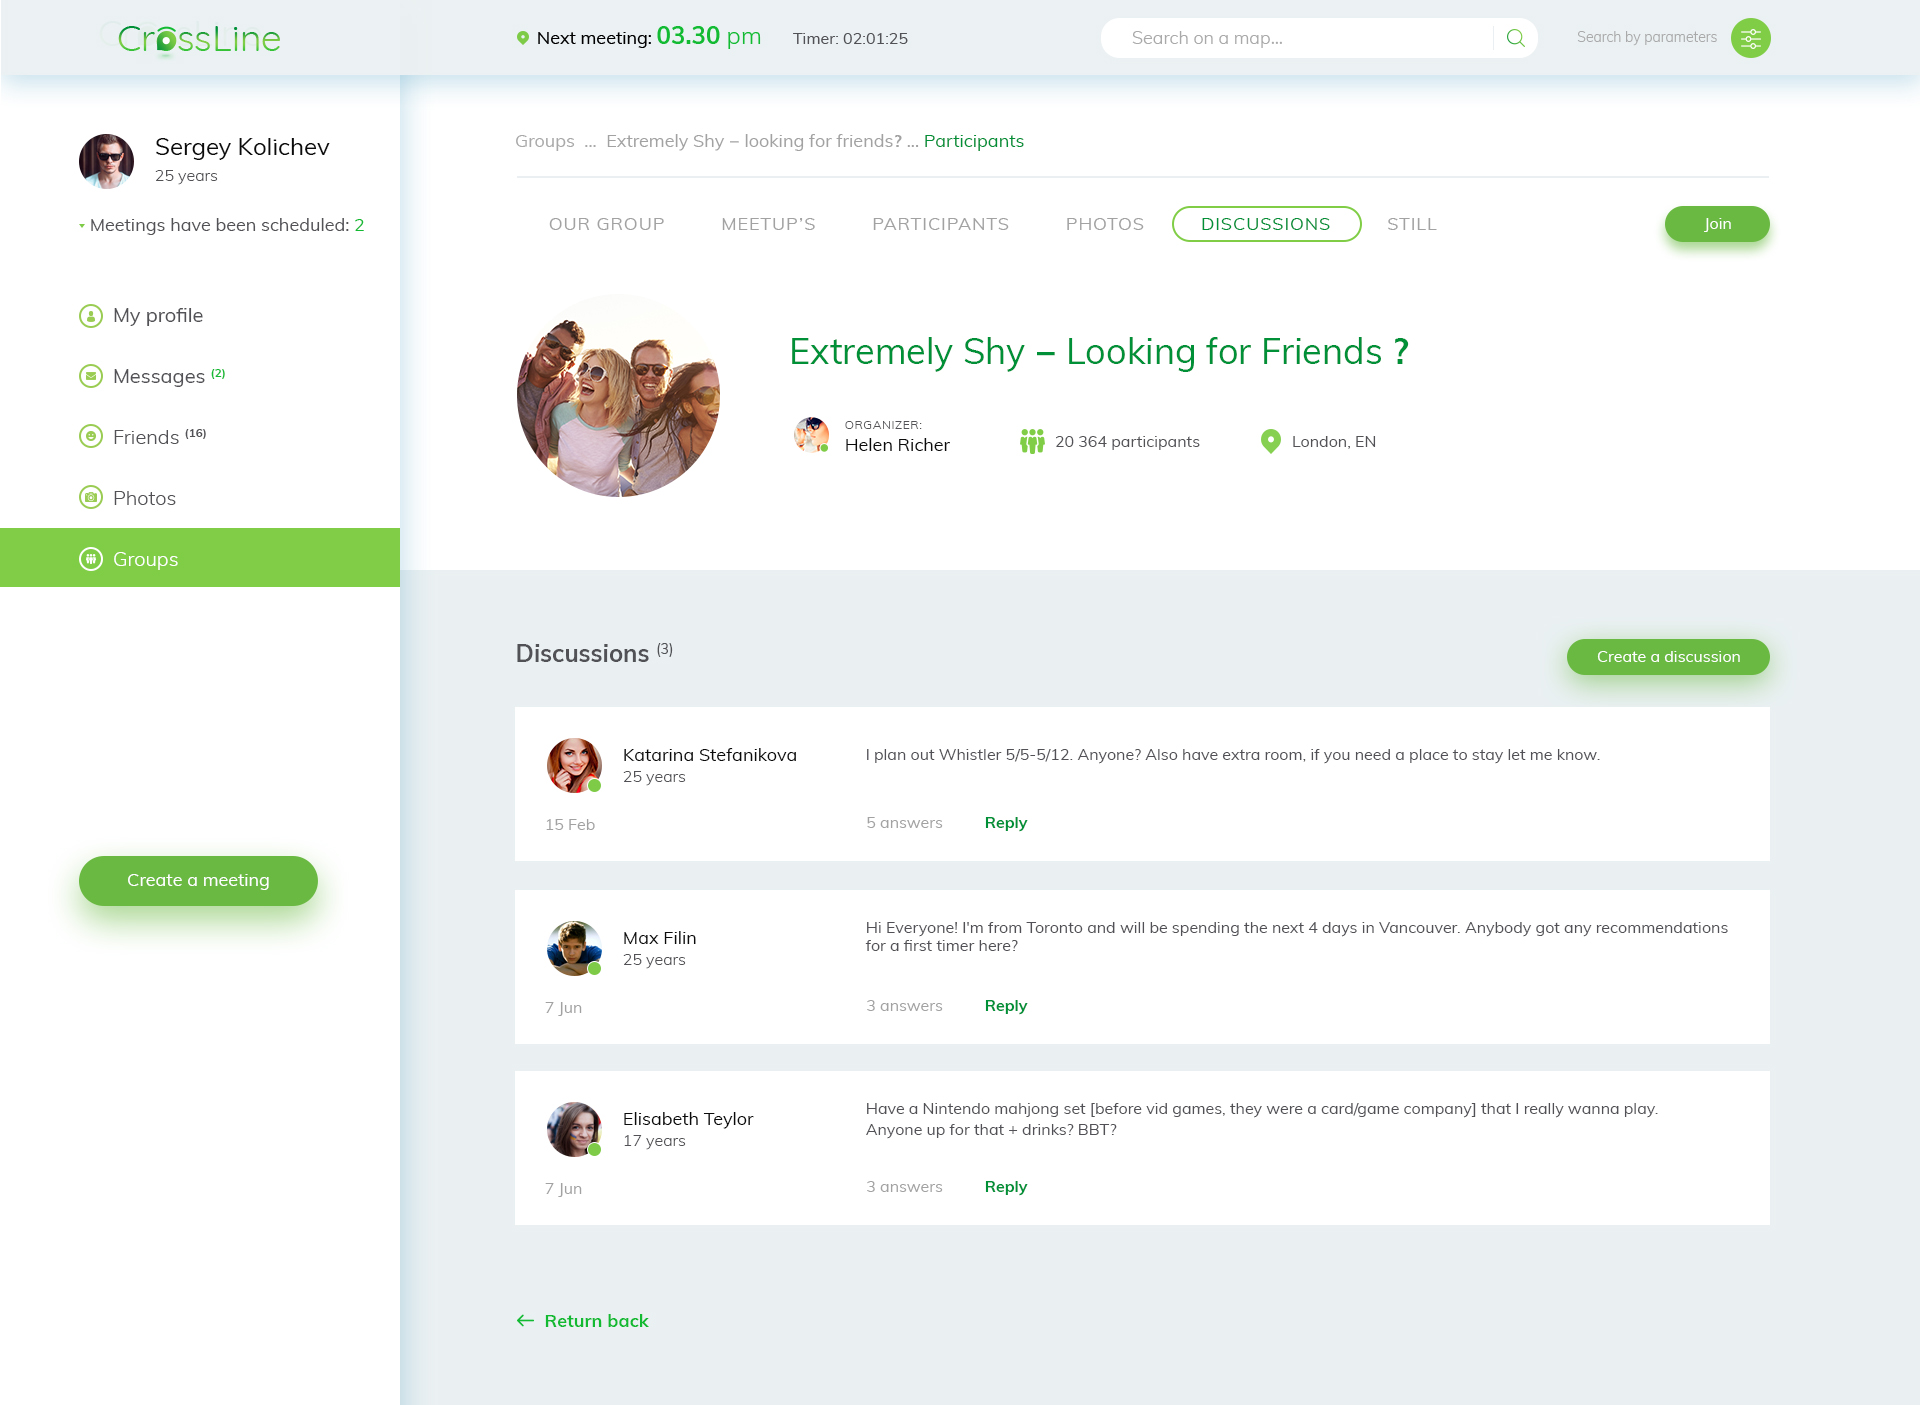 CrossLine
Next meeting: 03.30 pm
Timer: 02:01:25
Search on a map...
Search by parameters
Sergey Kolichev
25 years
Meetings have been scheduled: 2
My profile
Messages (2)
Friends (16)
Photos
Groups
Create a meeting
Groups ... Extremely Shy – looking for friends? ... Participants
OUR GROUP
MEETUP'S
PARTICIPANTS
PHOTOS
DISCUSSIONS
STILL
Join
Extremely Shy – Looking for Friends ?
ORGANIZER:
Helen Richer
20 364 participants
London, EN
Discussions (3)
Create a discussion
Katarina Stefanikova
25 years
15 Feb
I plan out Whistler 5/5-5/12. Anyone? Also have extra room, if you need a place to stay let me know.
5 answers
Reply
Max Filin
25 years
7 Jun
Hi Everyone! I'm from Toronto and will be spending the next 4 days in Vancouver. Anybody got any recommendations
for a first timer here?
3 answers
Reply
Elisabeth Teylor
17 years
7 Jun
Have a Nintendo mahjong set [before vid games, they were a card/game company] that I really wanna play.
Anyone up for that + drinks? BBT?
3 answers
Reply
Return back